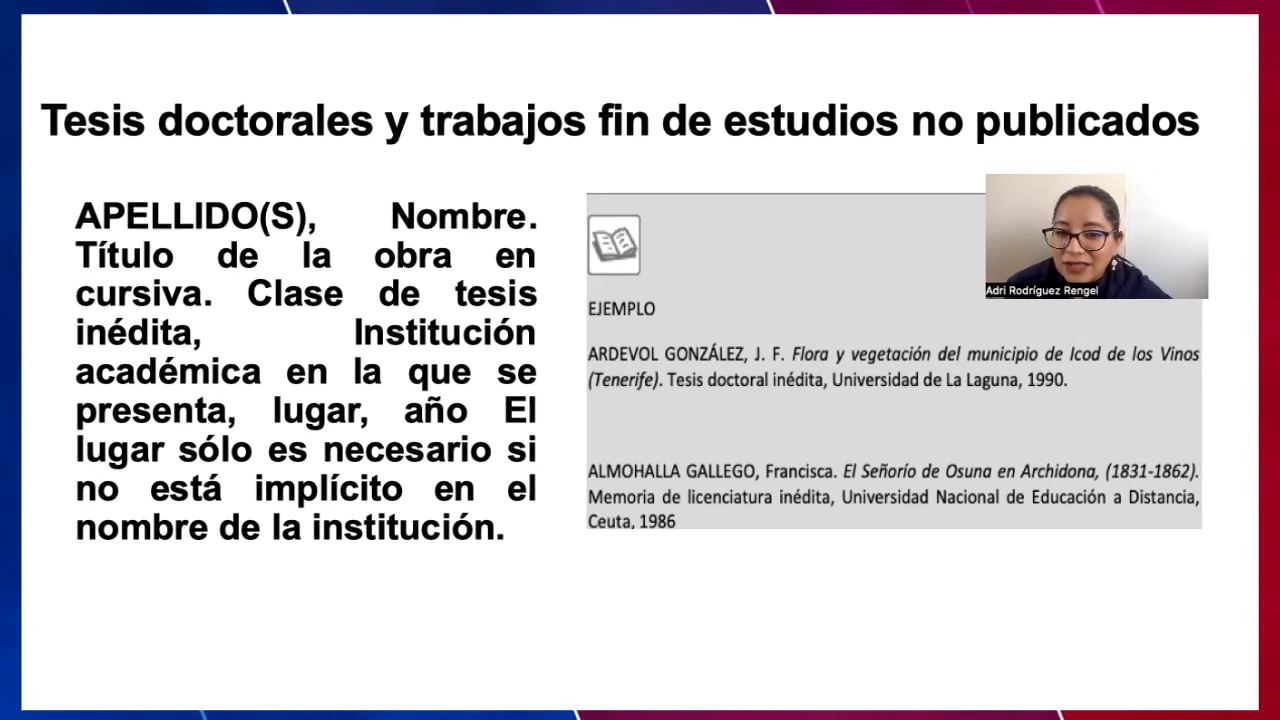 Tesis doctorales y trabajos fin de estudios no publicados
APELLIDO(S), Nombre.
Título de la obra en
cursiva. Clase de tesis
inédita, Institución
académica en la que se
presenta, lugar, año El
lugar sólo es necesario si
no está implícito en el
nombre de la institución.
EJEMPLO
ARDEVOL GONZÁLEZ, J. F. Flora y vegetación del municipio de Icod de los Vinos
(Tenerife). Tesis doctoral inédita, Universidad de La Laguna, 1990.
ALMOHALLA GALLEGO, Francisca. El Señorío de Osuna en Archidona, (1831-1862).
Memoria de licenciatura inédita, Universidad Nacional de Educación a Distancia,
Ceuta, 1986
Adri Rodríguez Rengel